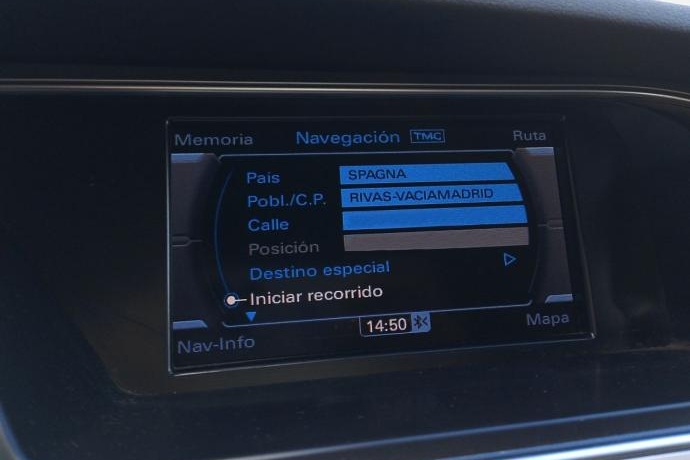 Memoria Navegación TMC Ruta
Pais SPAGNA
Pobl./C.P. RIVAS-VACIAMADRID
Calle
Posición
Destino especial
Iniciar recorrido
Nav-Info 14:50 Mapa